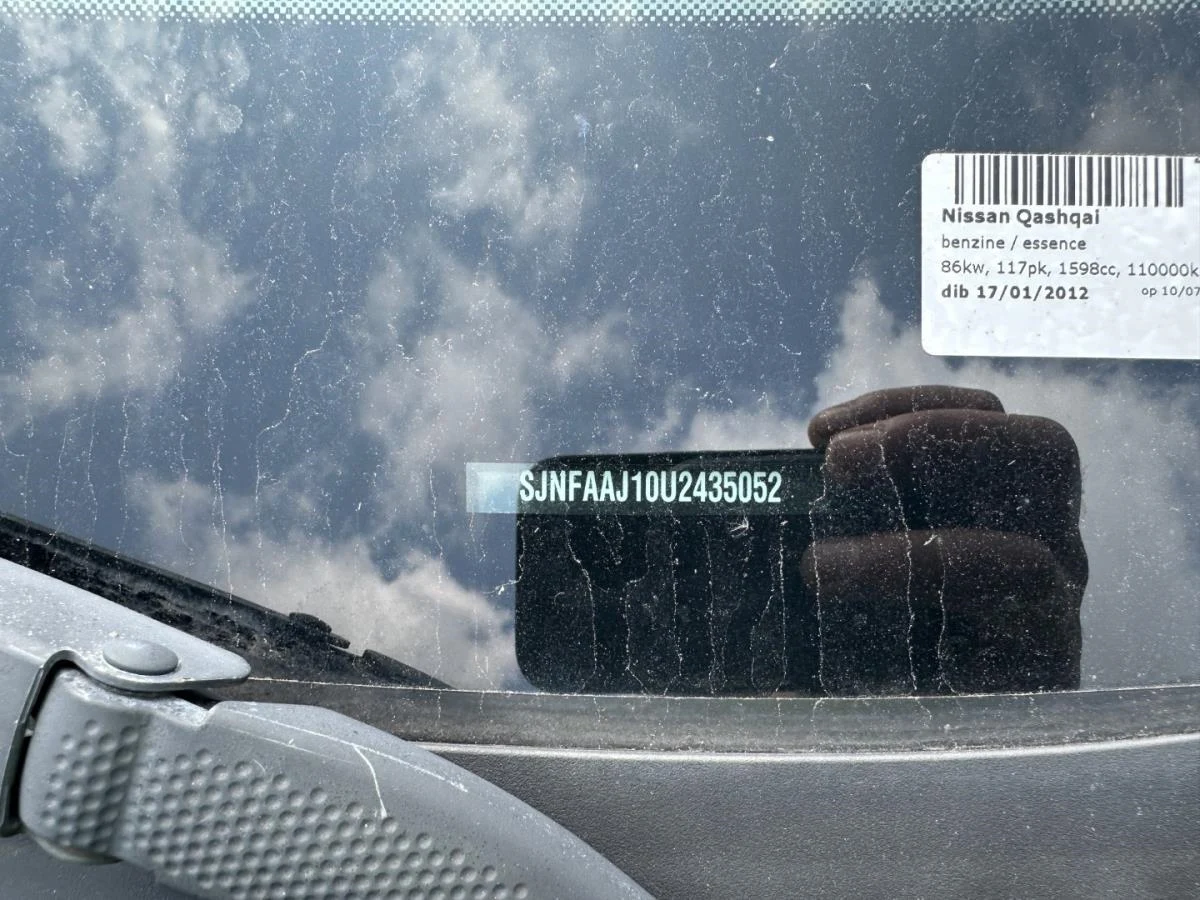 Nissan Qashqai
benzine / essence
86kw, 117pk, 1598cc, 110000k
dib 17/01/2012
op 10/07
SJNFAAJ10U2435052